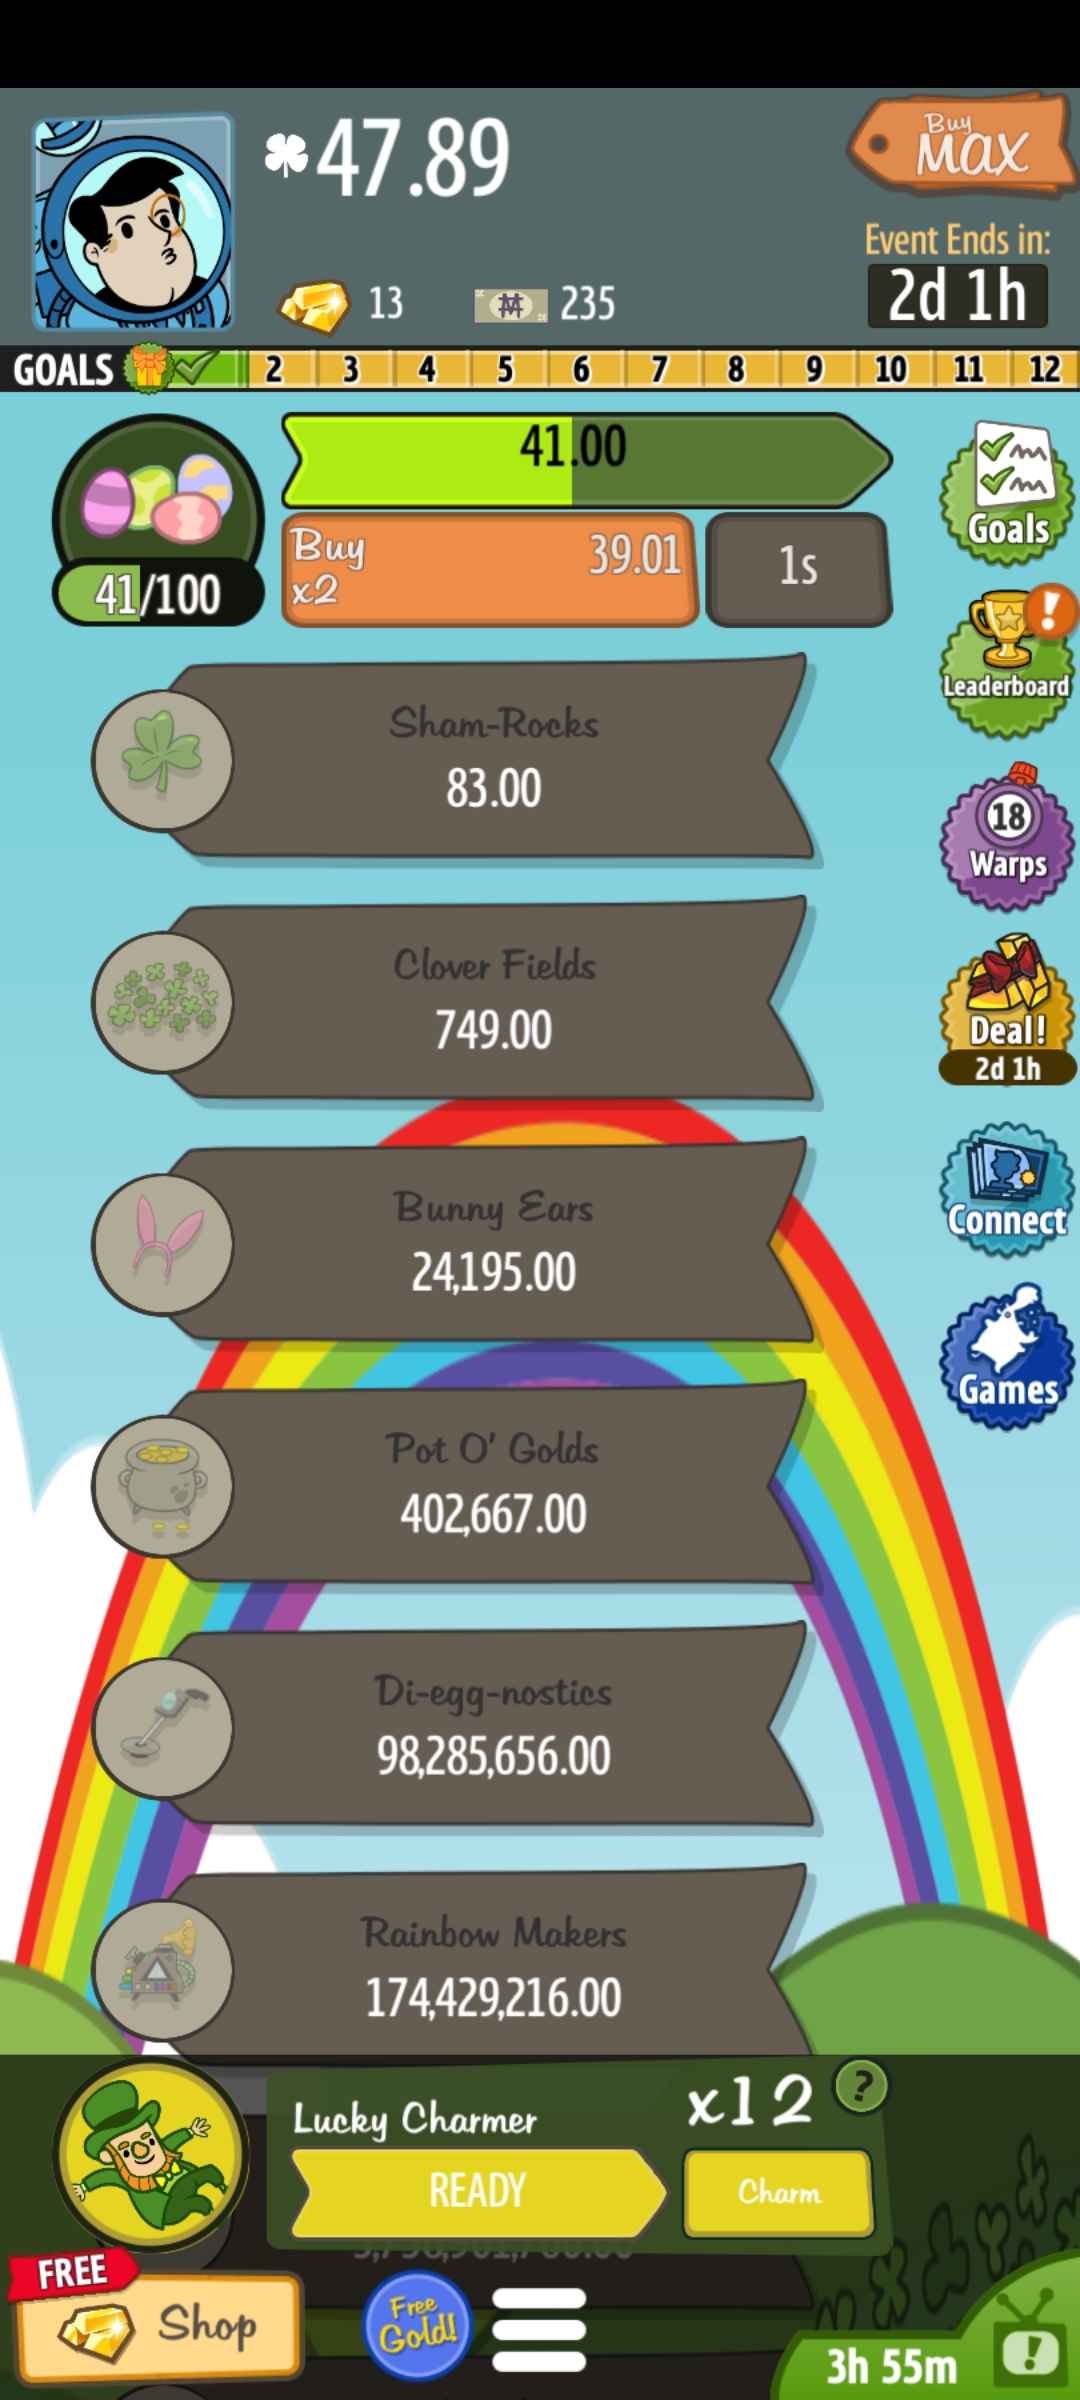 47.89
Buy
MAX
Event Ends in:
13
235
2d 1h
GOALS 2 3 4 5 6 7 8 9 10 11 12
41.00
Goals
Buy
x2
39.01
1s
41/100
Leaderboard
Sham-Rocks
83.00
18
Warps
Clover Fields
749.00
Deal!
2d 1h
Bunny Ears
24,195.00
Connect
Games
Pot O' Golds
402,667.00
Di-egg-nostics
98,285,656.00
Rainbow Makers
174,429,216.00
Lucky Charmer
x12
?
READY
Charm
FREE
Shop
Free
Gold!
3h 55m